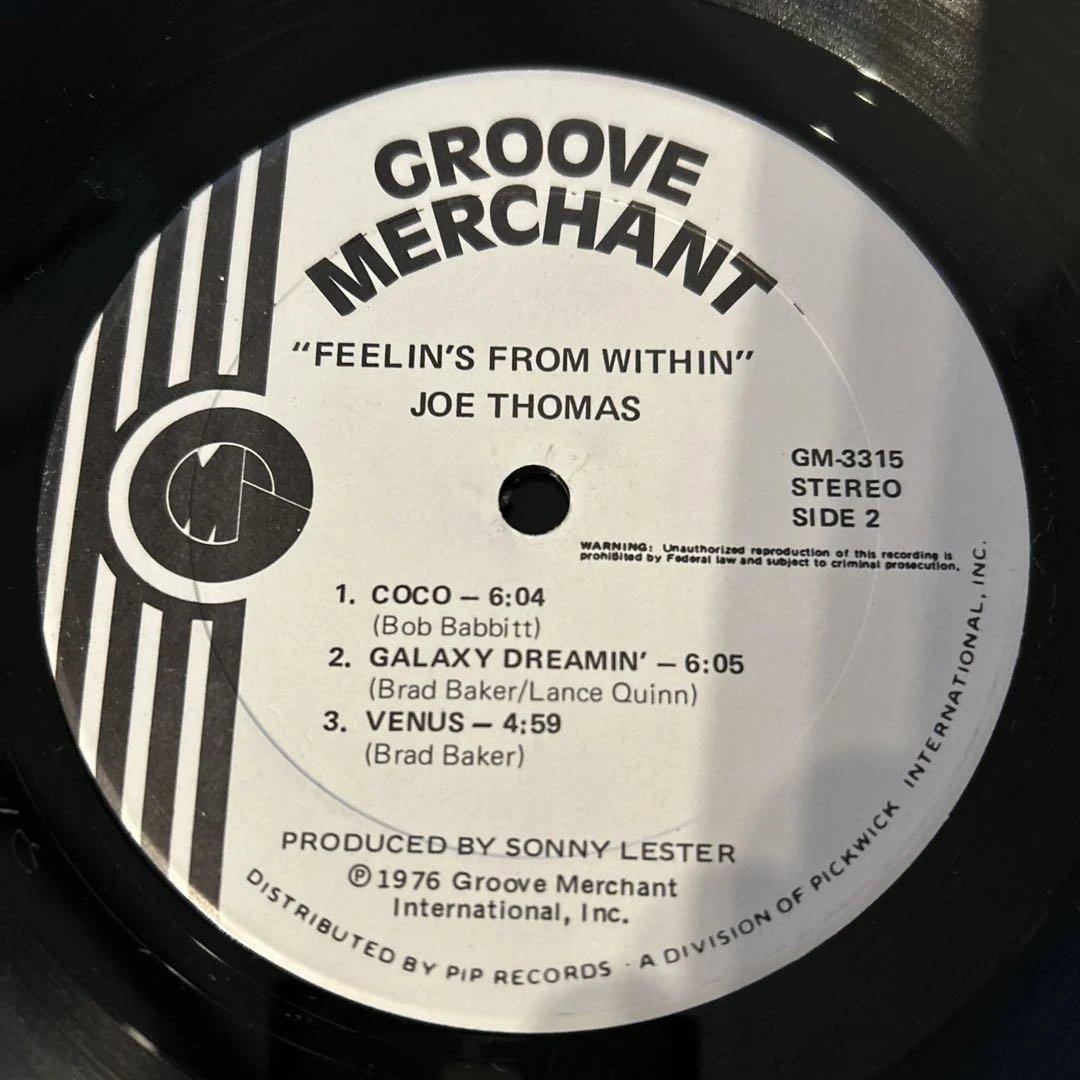 GROOVE
MERCHANT
"FEELIN'S FROM WITHIN"
JOE THOMAS
GM-3315
STEREO
SIDE 2
WARNING: Unauthorized reproduction of this recording is
prohibited by Federal law and subject to criminal prosecution.
1. COCO — 6:04
(Bob Babbitt)
2. GALAXY DREAMIN' — 6:05
(Brad Baker/Lance Quinn)
3. VENUS — 4:59
(Brad Baker)
PRODUCED BY SONNY LESTER
℗ 1976 Groove Merchant
International, Inc.
DISTRIBUTED BY PIP RECORDS · A DIVISION OF PICKWICK INTERNATIONAL, INC.